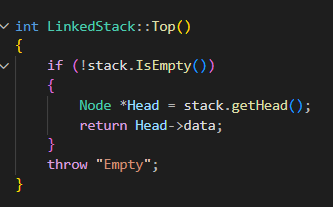 int LinkedStack::Top()
{
    if (!stack.IsEmpty())
    {
        Node *Head = stack.getHead();
        return Head->data;
    }
    throw "Empty";
}